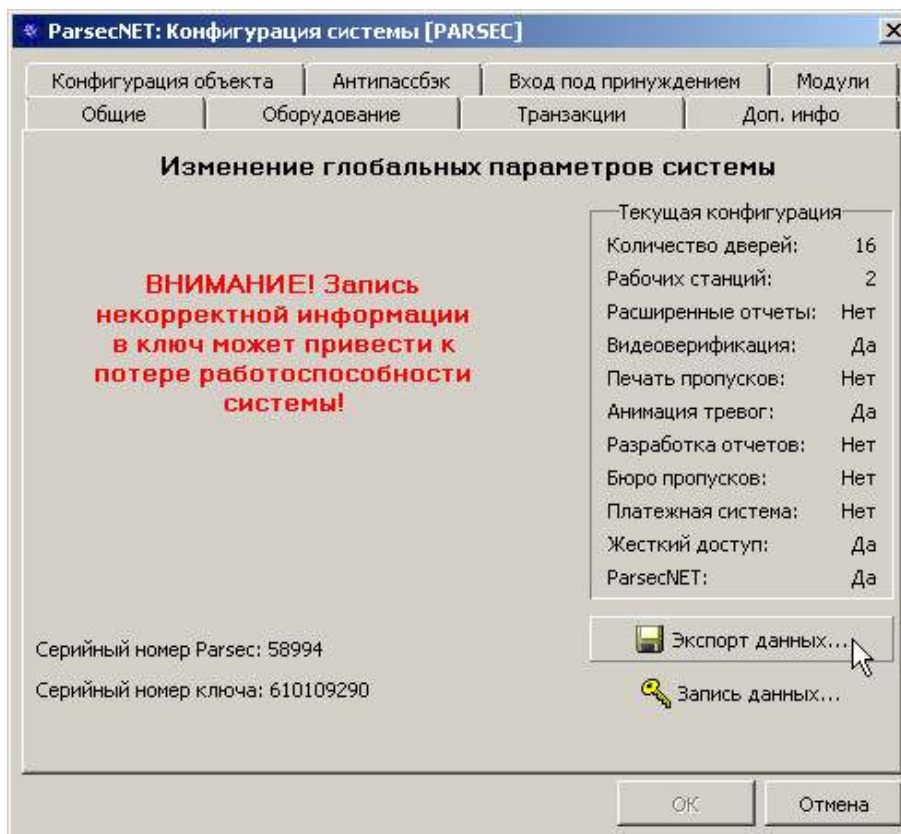 ParsecNET: Конфигурация системы [PARSEC]
Конфигурация объекта Антипассбэк Вход под принуждением Модули
Общие Оборудование Транзакции Доп. инфо
Изменение глобальных параметров системы
Текущая конфигурация
Количество дверей: 16
Рабочих станций: 2
Расширенные отчеты: Нет
Видеоверификация: Да
Печать пропусков: Нет
Анимация тревог: Да
Разработка отчетов: Нет
Бюро пропусков: Нет
Платежная система: Нет
Жесткий доступ: Да
ParsecNET: Да
ВНИМАНИЕ! Запись
некорректной информации
в ключ может привести к
потере работоспособности
системы!
Серийный номер Parsec: 58994
Серийный номер ключа: 610109290
Экспорт данных...
Запись данных...
OK Отмена